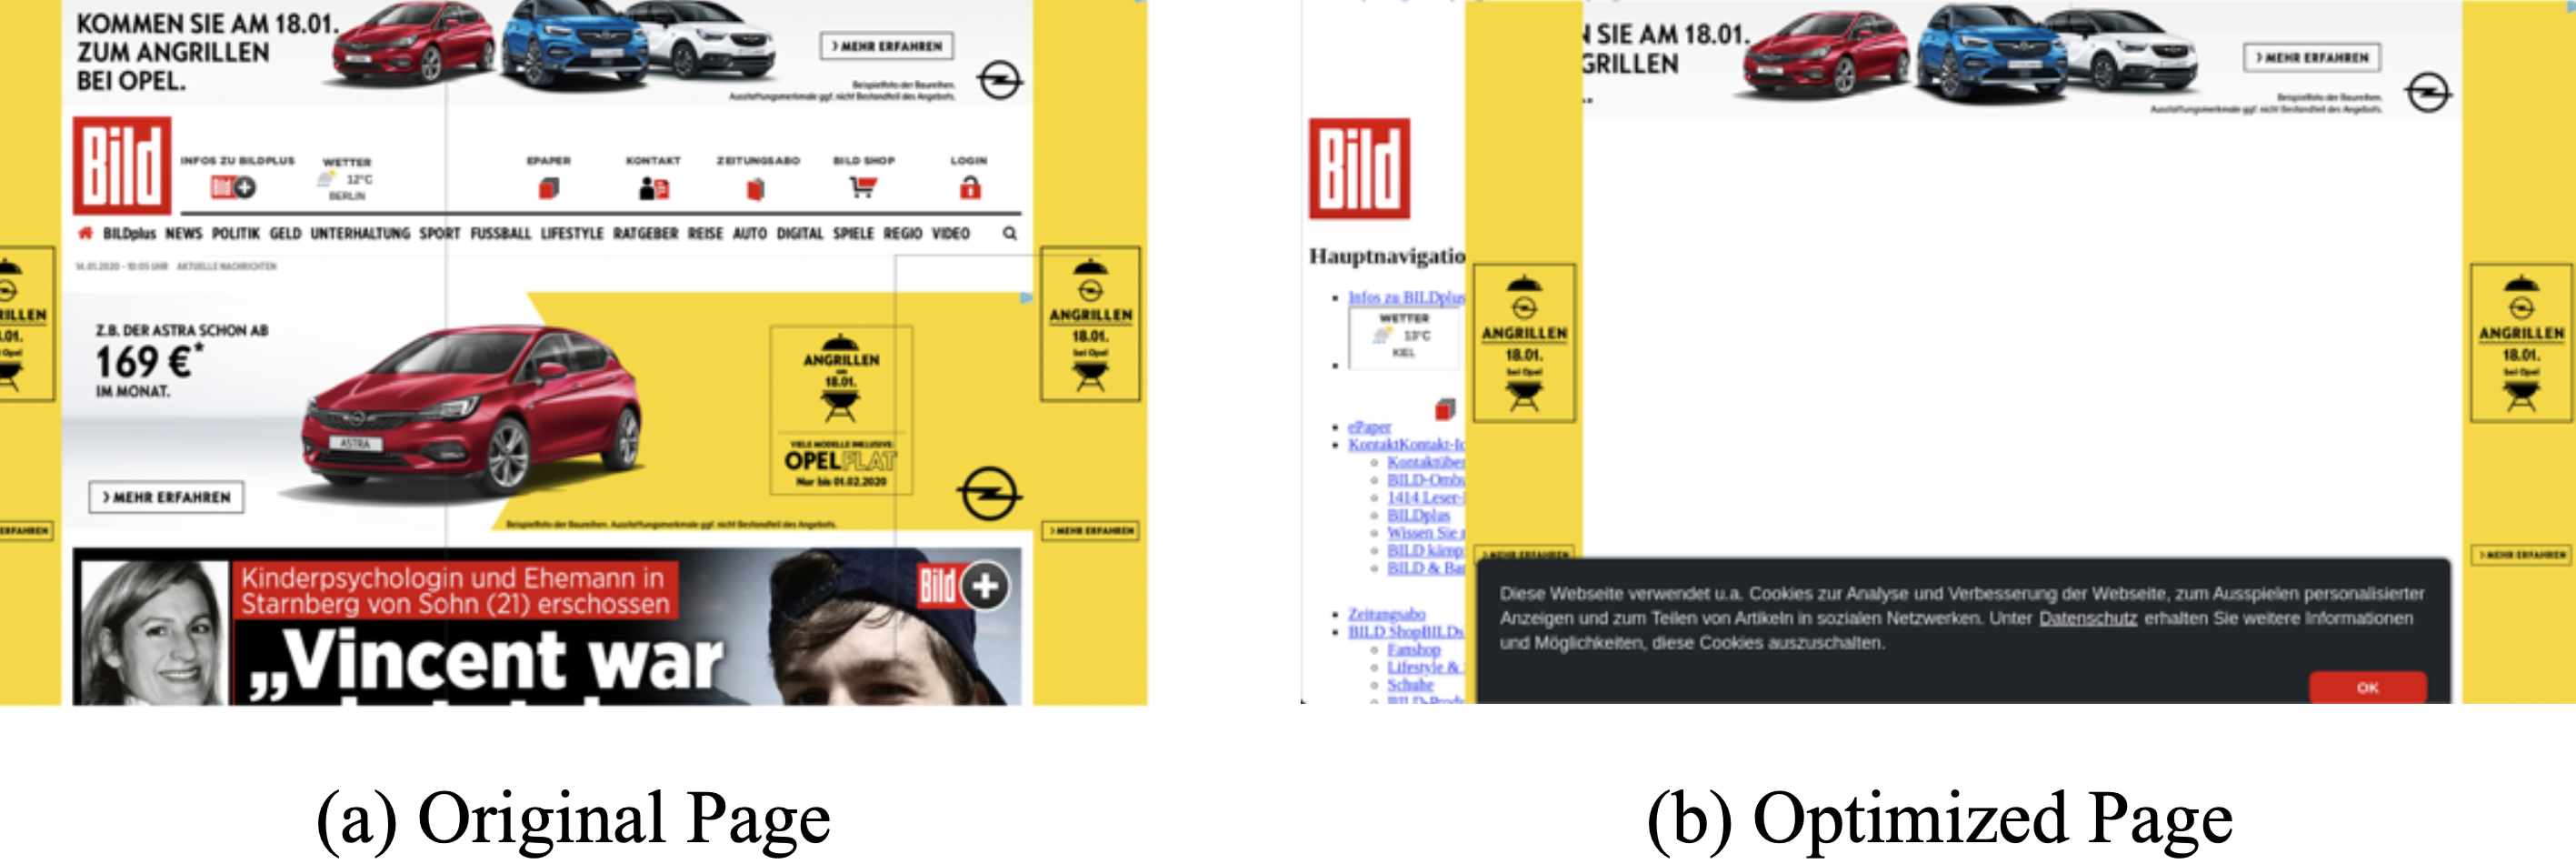 KOMMEN SIE AM 18.01.
ZUM ANGRILLEN
BEI OPEL.
> MEHR ERFAHREN
Beispielfoto der Baureihen.
Ausstattungsmerkmale ggf. nicht Bestandteil des Angebots.
Bild
INFOS ZU BILDPLUS
Bild+
WETTER
12°C
BERLIN
EPAPER
KONTAKT
ZEITUNGSABO
BILD SHOP
LOGIN
BILDplus NEWS POLITIK GELD UNTERHALTUNG SPORT FUSSBALL LIFESTYLE RATGEBER REISE AUTO DIGITAL SPIELE REGIO VIDEO
14.01.2020 - 10:05 UHR AKTUELLE NACHRICHTEN
RILLEN
.01.
Opel
ERFAHREN
Z.B. DER ASTRA SCHON AB
169 €*
IM MONAT.
ASTRA
> MEHR ERFAHREN
ANGRILLEN
am
18.01.
VIELE MODELLE INKLUSIVE:
OPELFLAT
Nur bis 01.02.2020
Beispielfoto der Baureihen. Ausstattungsmerkmale ggf. nicht Bestandteil des Angebots.
ANGRILLEN
18.01.
bei Opel
> MEHR ERFAHREN
Kinderpsychologin und Ehemann in
Starnberg von Sohn (21) erschossen
Bild+
„Vincent war
(a) Original Page
N SIE AM 18.01.
GRILLEN
> MEHR ERFAHREN
Beispielfoto der Baureihen.
Ausstattungsmerkmale ggf. nicht Bestandteil des Angebots.
Bild
Hauptnavigatio
Infos zu BILDplus
WETTER
13°C
KIEL
ePaper
KontaktKontakt-Ic
Kontaktüber
BILD-Ombu
1414 Leser-
BILDplus
Wissen Sie
BILD kämp
BILD & Bar
Zeitungsabo
BILD ShopBILDs
Fanshop
Lifestyle &
Schuhe
BILD-Produ
ANGRILLEN
18.01.
bei Opel
> MEHR ERFAHREN
ANGRILLEN
18.01.
bei Opel
> MEHR ERFAHREN
Diese Webseite verwendet u.a. Cookies zur Analyse und Verbesserung der Webseite, zum Ausspielen personalisierter
Anzeigen und zum Teilen von Artikeln in sozialen Netzwerken. Unter Datenschutz erhalten Sie weitere Informationen
und Möglichkeiten, diese Cookies auszuschalten.
OK
(b) Optimized Page